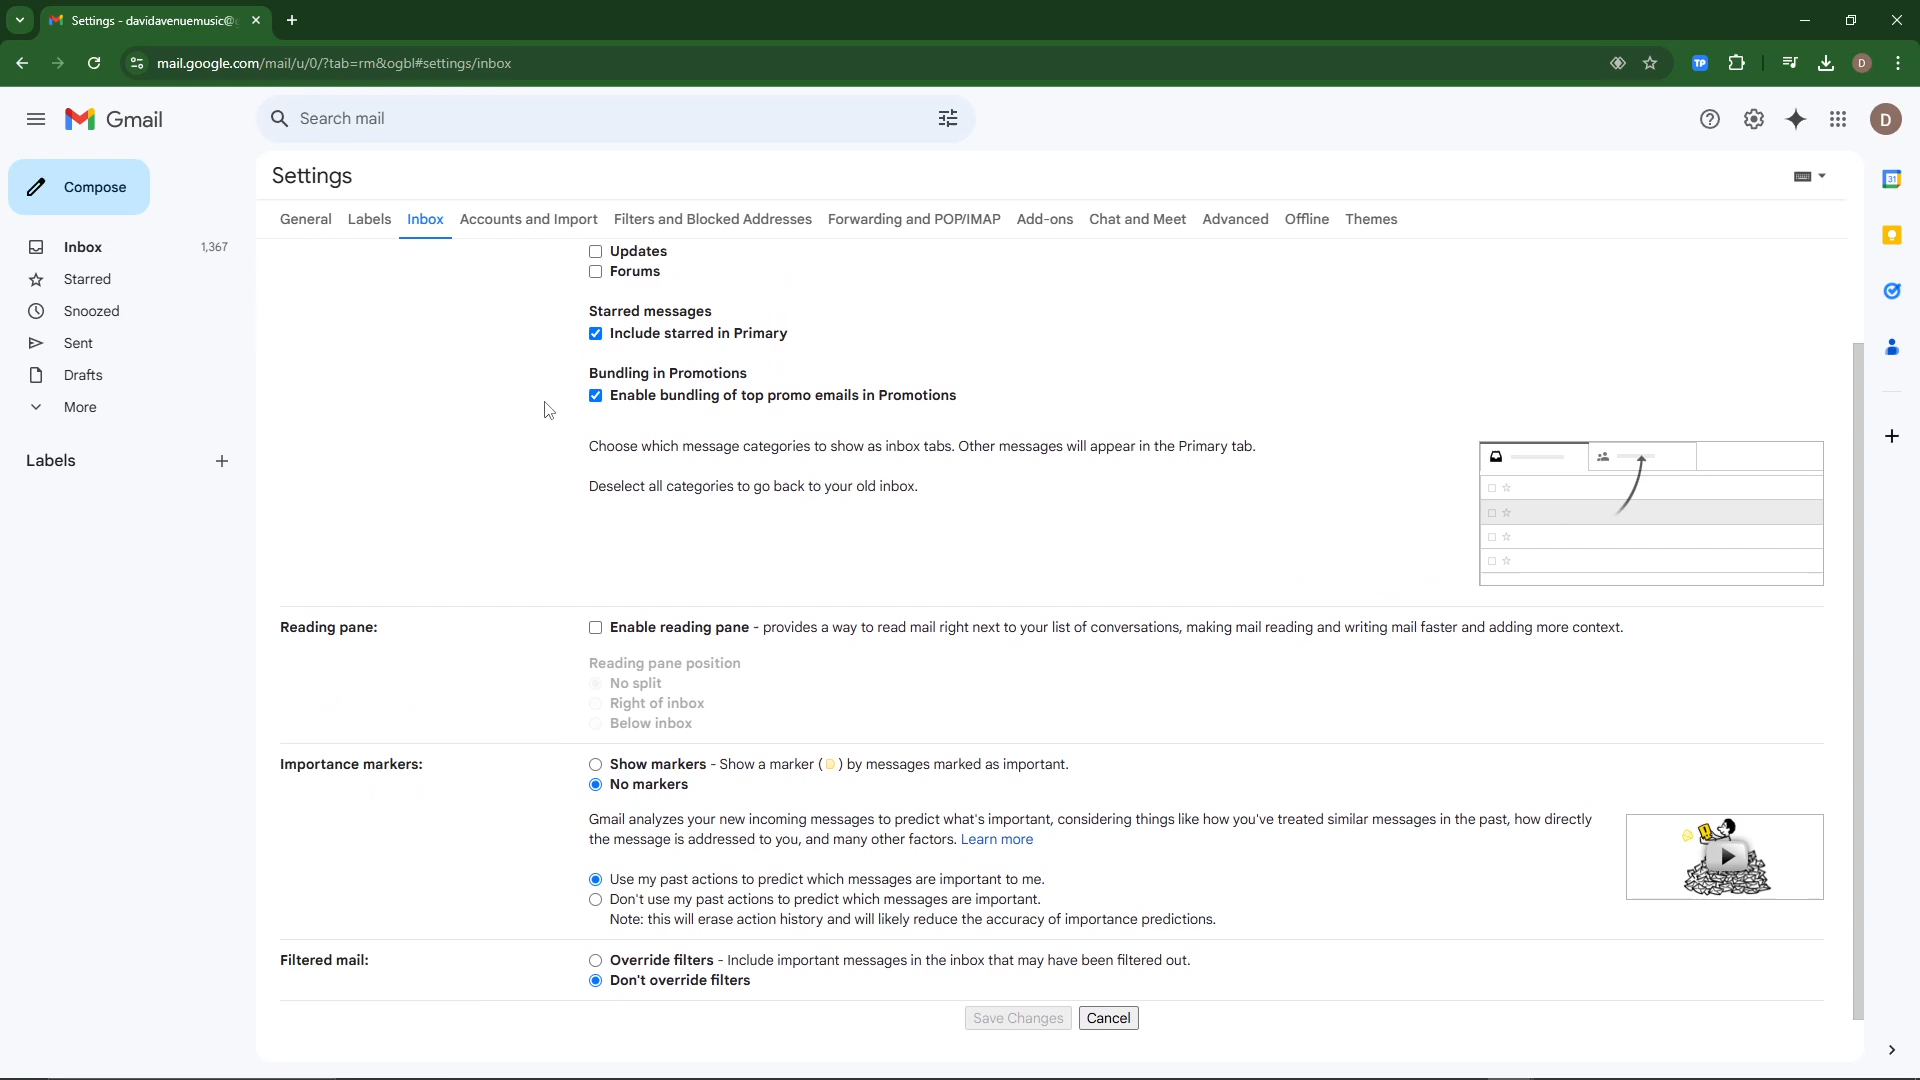 Settings - davidavenuemusic@
mail.google.com/mail/u/0/?tab=rm&ogbl#settings/inbox
TP
D
Gmail
Search mail
D
Compose
Settings
31
General Labels Inbox Accounts and Import Filters and Blocked Addresses Forwarding and POP/IMAP Add-ons Chat and Meet Advanced Offline Themes
Inbox 1,367
Starred
Snoozed
Sent
Drafts
More
Labels
Updates
Forums
Starred messages
Include starred in Primary
Bundling in Promotions
Enable bundling of top promo emails in Promotions
Choose which message categories to show as inbox tabs. Other messages will appear in the Primary tab.
Deselect all categories to go back to your old inbox.
Reading pane: Enable reading pane - provides a way to read mail right next to your list of conversations, making mail reading and writing mail faster and adding more context.
Reading pane position
No split
Right of inbox
Below inbox
Importance markers: Show markers - Show a marker ( ) by messages marked as important.
No markers
Gmail analyzes your new incoming messages to predict what's important, considering things like how you've treated similar messages in the past, how directly
the message is addressed to you, and many other factors. Learn more
Use my past actions to predict which messages are important to me.
Don't use my past actions to predict which messages are important.
Note: this will erase action history and will likely reduce the accuracy of importance predictions.
Filtered mail: Override filters - Include important messages in the inbox that may have been filtered out.
Don't override filters
Save Changes Cancel